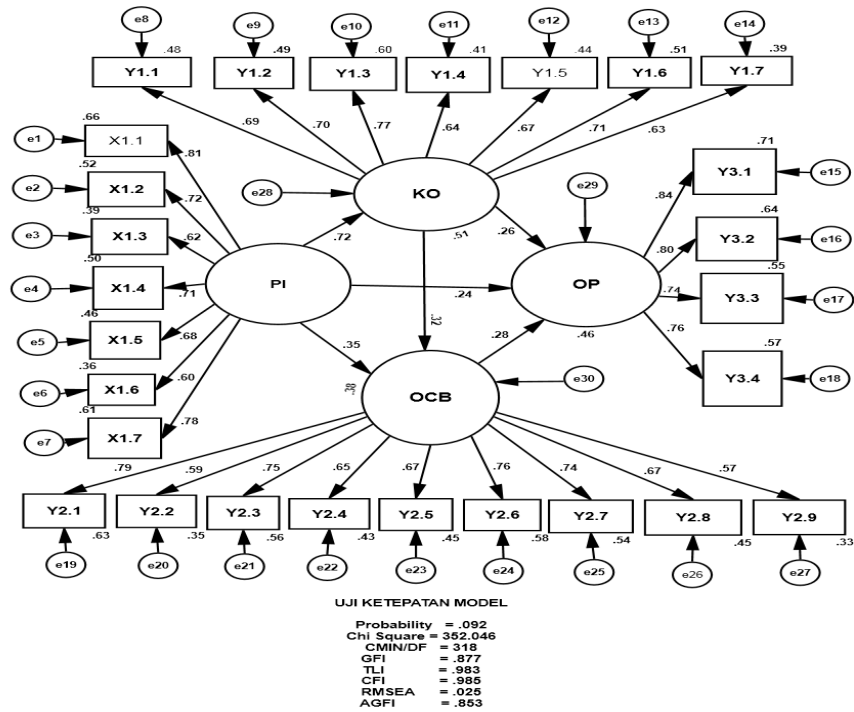 e8 e9 e10 e11 e12 e13 e14
.48 .49 .60 .41 .44 .51 .39
Y1.1 Y1.2 Y1.3 Y1.4 Y1.5 Y1.6 Y1.7
.69 .70 .77 .64 .67 .71 .63
.66
e1 X1.1 .81
.52
e2 X1.2 .72
.39
e3 X1.3 .62
.50
e4 X1.4 .71
.46
e5 X1.5 .68
.36
e6 X1.6 .60
.61
e7 X1.7 .78
e28 KO .51
e29
PI .72 .24 .35 .32 .26 .28
OP .46
.38 OCB e30
.71
.84 Y3.1 e15
.64
.80 Y3.2 e16
.55
.74 Y3.3 e17
.57
.76 Y3.4 e18
.79 .59 .75 .65 .67 .76 .74 .67 .57
Y2.1 Y2.2 Y2.3 Y2.4 Y2.5 Y2.6 Y2.7 Y2.8 Y2.9
.63 .35 .56 .43 .45 .58 .54 .45 .33
e19 e20 e21 e22 e23 e24 e25 e26 e27
UJI KETEPATAN MODEL
Probability = .092
Chi Square = 352.046
CMIN/DF = 318
GFI = .877
TLI = .983
CFI = .985
RMSEA = .025
AGFI = .853